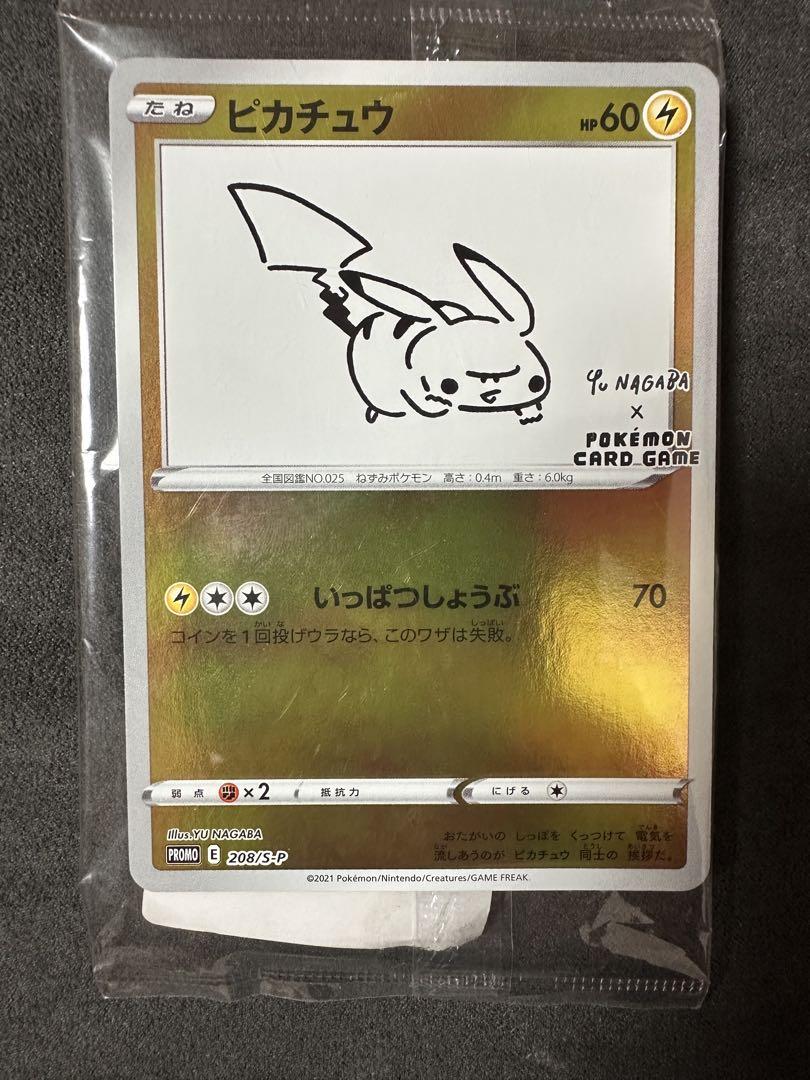 たね ピカチュウ HP60
Yu NAGABA
×
POKÉMON
CARD GAME
全国図鑑NO.025 ねずみポケモン 高さ:0.4m 重さ:6.0kg
いっぱつしょうぶ 70
コインを1回投げウラなら、このワザは失敗。
弱点 ×2 抵抗力 にげる
Illus.YU NAGABA
PROMO E 208/S-P
おたがいの しっぽを くっつけて 電気を
流しあうのが ピカチュウ 同士の 挨拶だ。
©2021 Pokémon/Nintendo/Creatures/GAME FREAK.